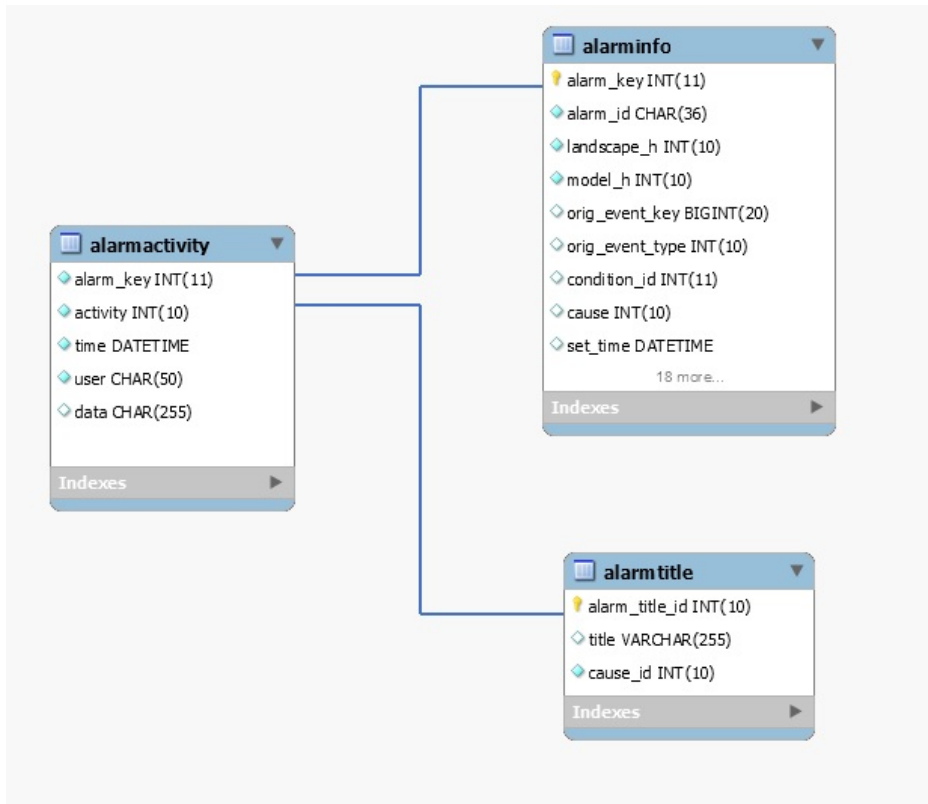 alarminfo
alarm_key INT(11)
alarm_id CHAR(36)
landscape_h INT(10)
model_h INT(10)
orig_event_key BIGINT(20)
orig_event_type INT(10)
condition_id INT(11)
cause INT(10)
set_time DATETIME
18 more...
Indexes
alarmactivity
alarm_key INT(11)
activity INT(10)
time DATETIME
user CHAR(50)
data CHAR(255)
Indexes
alarmtitle
alarm_title_id INT(10)
title VARCHAR(255)
cause_id INT(10)
Indexes